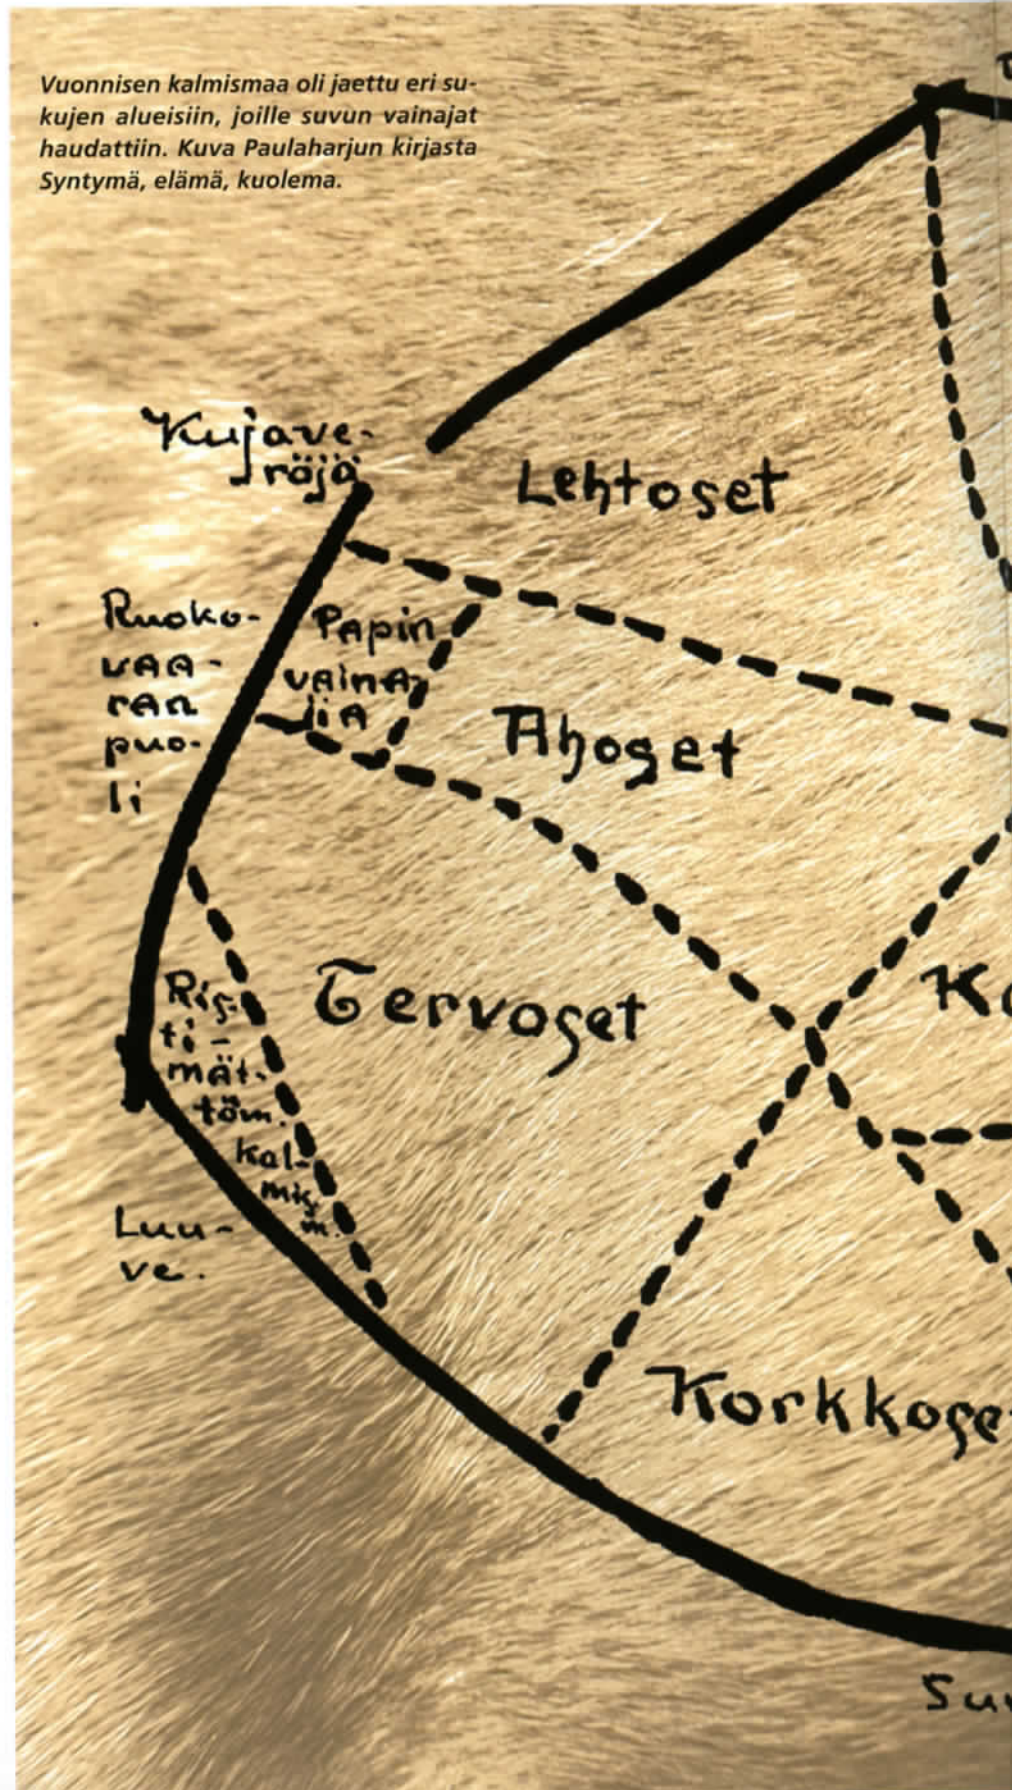 Vuonnisen kalmismaa oli jaettu eri su-
kujen alueisiin, joille suvun vainajat
haudattiin. Kuva Paulaharjun kirjasta
Syntymä, elämä, kuolema.
Kujave-
röjä
Lehtoset
Ruoko-
vaa-
ran
puo-
li
Papin
vaina
jia
Ahoset
Tervoset
Ris-
ti-
mät-
töm.
kal-
mis
m.
Luu-
ve.
Korkkoset